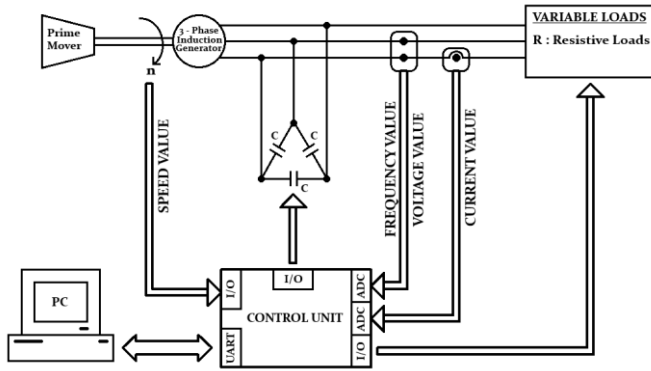 Prime
Mover
n
3 - Phase
Induction
Generator
VARIABLE LOADS
R : Resistive Loads
C
C
C
SPEED VALUE
FREQUENCY VALUE
VOLTAGE VALUE
CURRENT VALUE
PC
I/O
I/O
ADC
CONTROL UNIT
ADC
UART
I/O